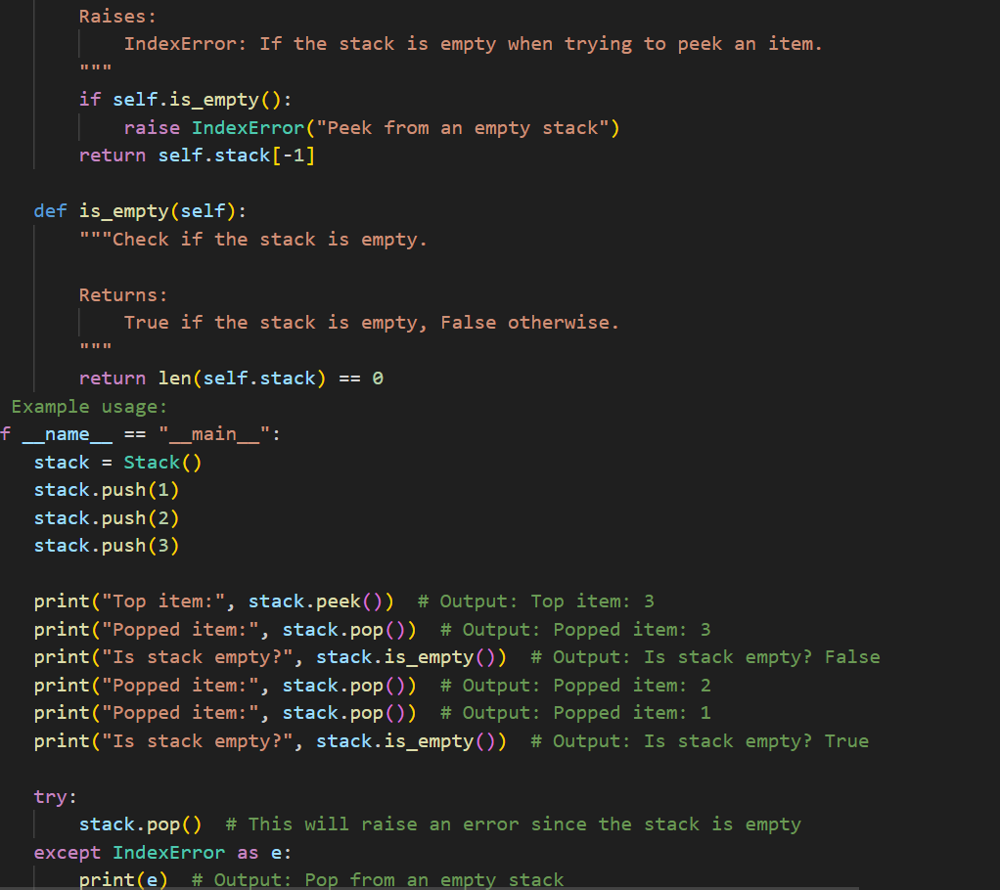 Raises:
            IndexError: If the stack is empty when trying to peek an item.
        """
        if self.is_empty():
            raise IndexError("Peek from an empty stack")
        return self.stack[-1]

    def is_empty(self):
        """Check if the stack is empty.

        Returns:
            True if the stack is empty, False otherwise.
        """
        return len(self.stack) == 0
 Example usage:
f __name__ == "__main__":
    stack = Stack()
    stack.push(1)
    stack.push(2)
    stack.push(3)

    print("Top item:", stack.peek())  # Output: Top item: 3
    print("Popped item:", stack.pop())  # Output: Popped item: 3
    print("Is stack empty?", stack.is_empty())  # Output: Is stack empty? False
    print("Popped item:", stack.pop())  # Output: Popped item: 2
    print("Popped item:", stack.pop())  # Output: Popped item: 1
    print("Is stack empty?", stack.is_empty())  # Output: Is stack empty? True

    try:
        stack.pop()  # This will raise an error since the stack is empty
    except IndexError as e:
        print(e)  # Output: Pop from an empty stack